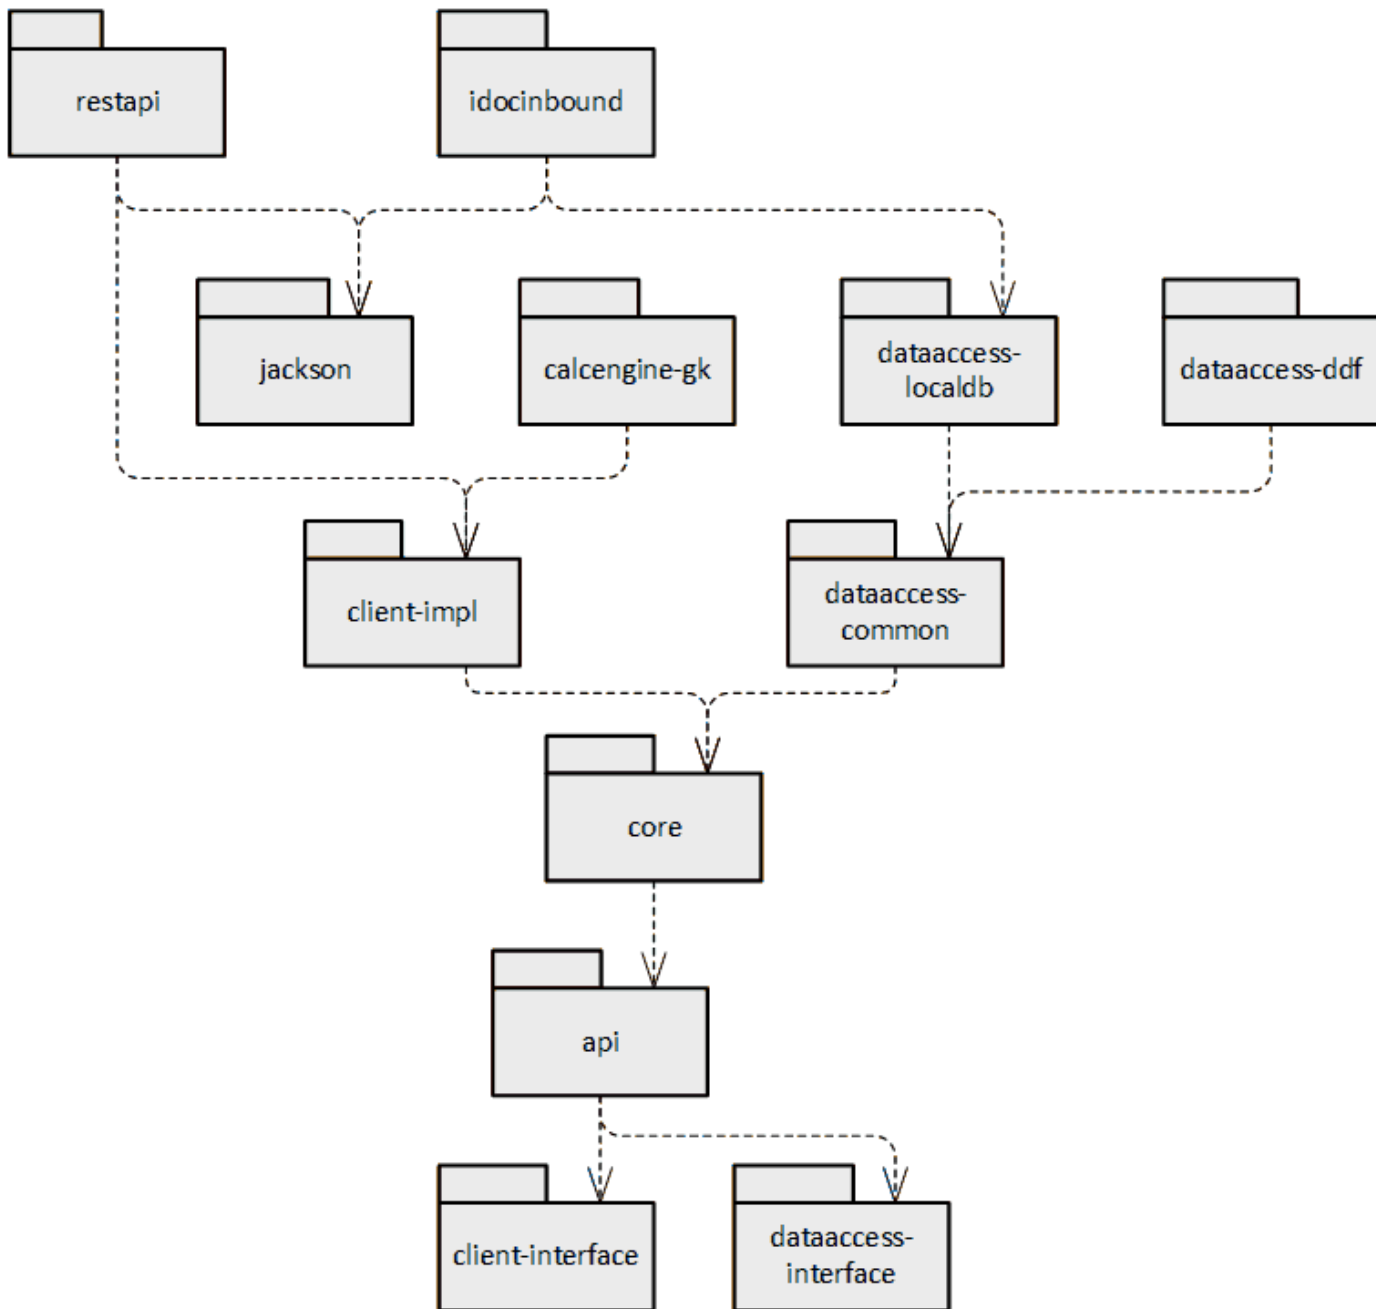 restapi
idocinbound
jackson
calcengine-gk
dataaccess-
localdb
dataaccess-ddf
client-impl
dataaccess-
common
core
api
client-interface
dataaccess-
interface